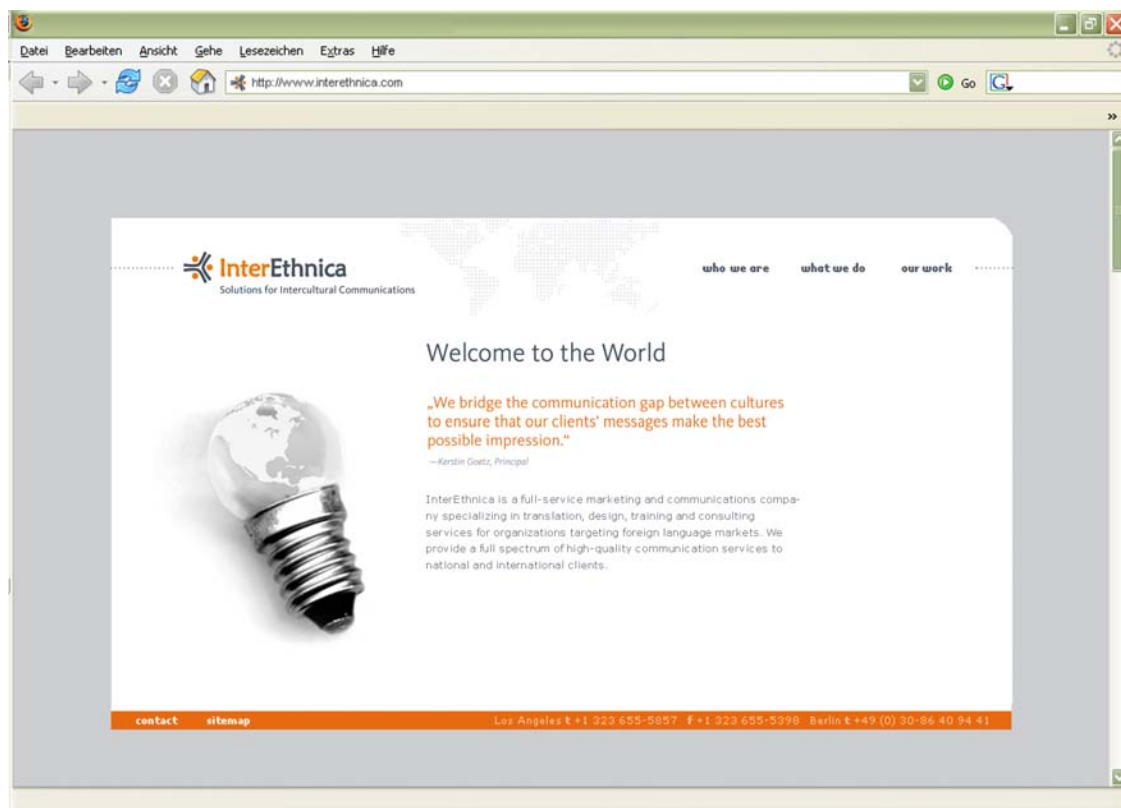 Datei Bearbeiten Ansicht Gehe Lesezeichen Extras Hilfe
http://www.interethnica.com Go G
»
InterEthnica
Solutions for Intercultural Communications
who we are what we do our work
Welcome to the World
„We bridge the communication gap between cultures
to ensure that our clients' messages make the best
possible impression.“
—Kerstin Goetz, Principal
InterEthnica is a full-service marketing and communications compa-
ny specializing in translation, design, training and consulting
services for organizations targeting foreign language markets. We
provide a full spectrum of high-quality communication services to
national and international clients.
contact sitemap Los Angeles t +1 323 655-5857 f +1 323 655-5398 Berlin t +49 (0) 30-86 40 94 41